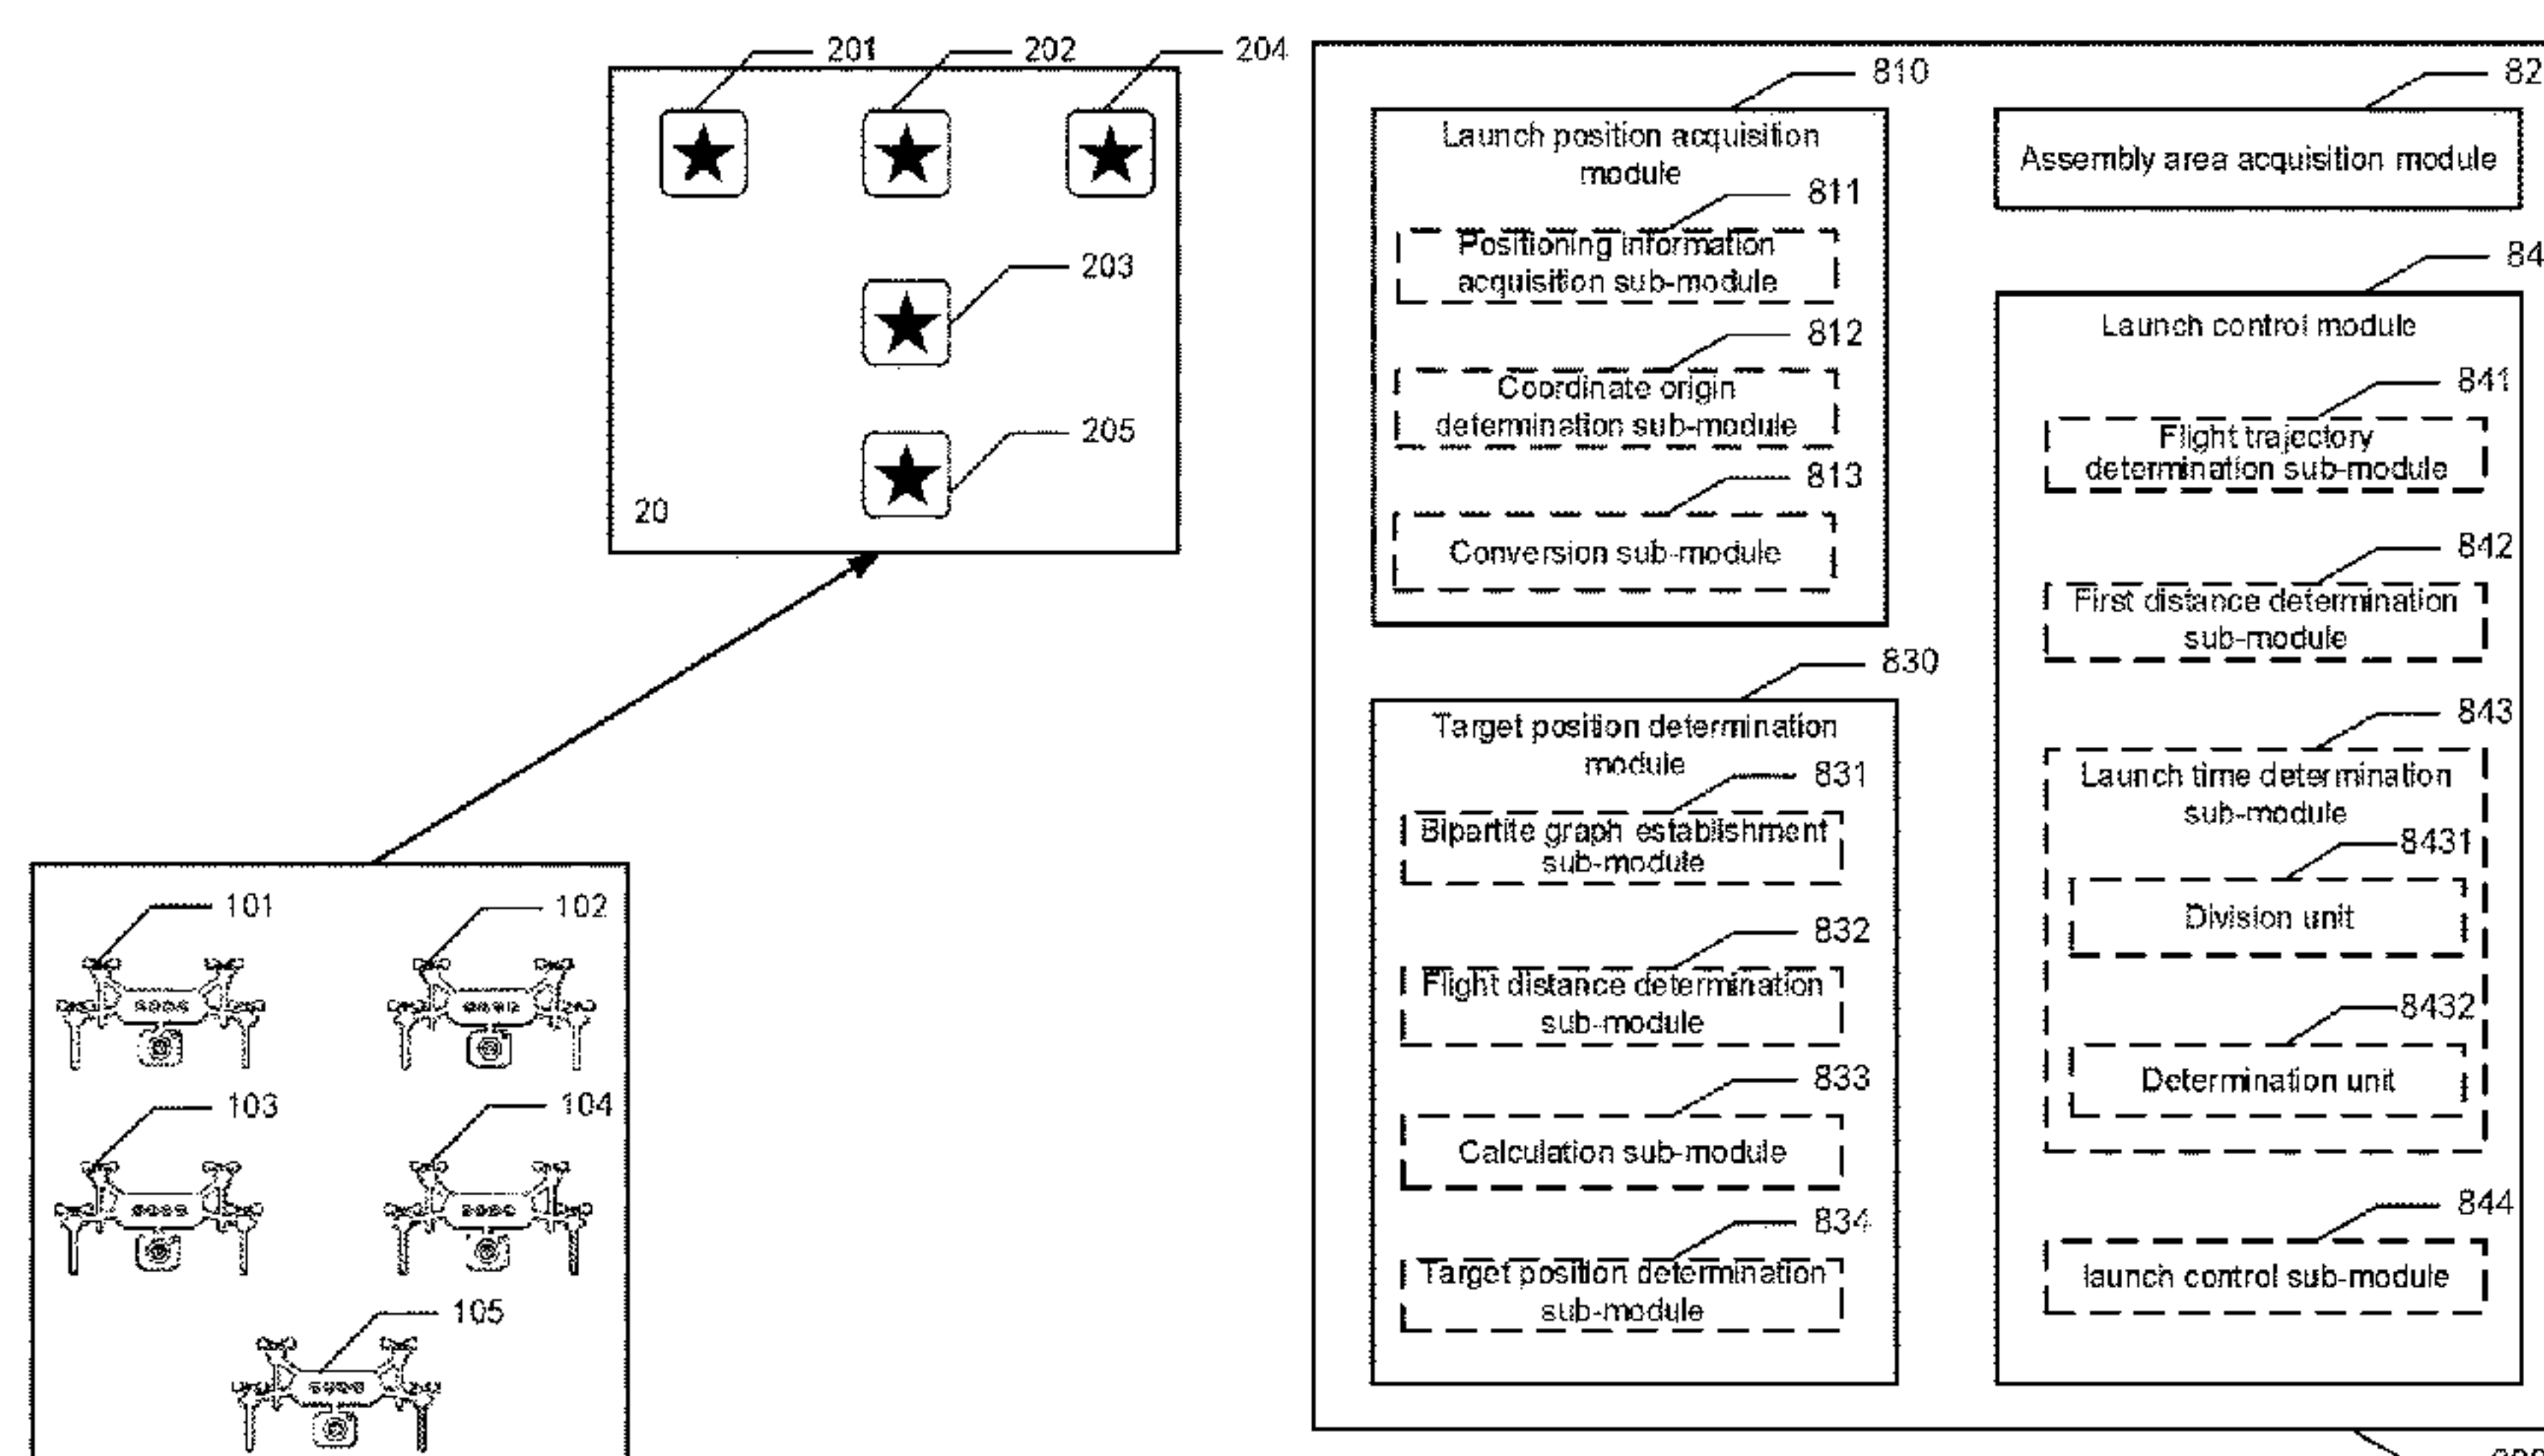 201
202
204
203
205
20
101
102
103
104
105
810
Launch position acquisition
module
811
Positioning information
acquisition sub-module
812
Coordinate origin
determination sub-module
813
Conversion sub-module
830
Target position determination
module
831
Bipartite graph establishment
sub-module
832
Flight distance determination
sub-module
833
Calculation sub-module
834
Target position determination
sub-module
82
Assembly area acquisition module
84
Launch control module
841
Flight trajectory
determination sub-module
842
First distance determination
sub-module
843
Launch time determination
sub-module
8431
Division unit
8432
Determination unit
844
launch control sub-module